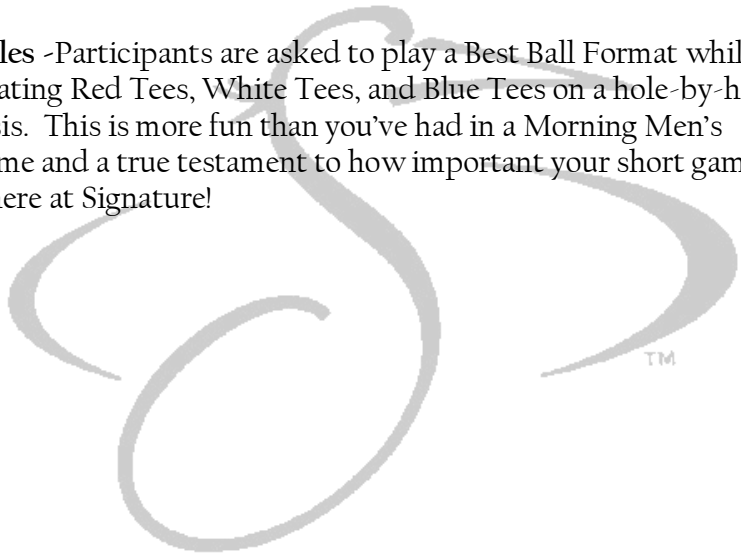 les -Participants are asked to play a Best Ball Format whil
ating Red Tees, White Tees, and Blue Tees on a hole-by-h
sis. This is more fun than you’ve had in a Morning Men’s
me and a true testament to how important your short gam
ere at Signature!
TM